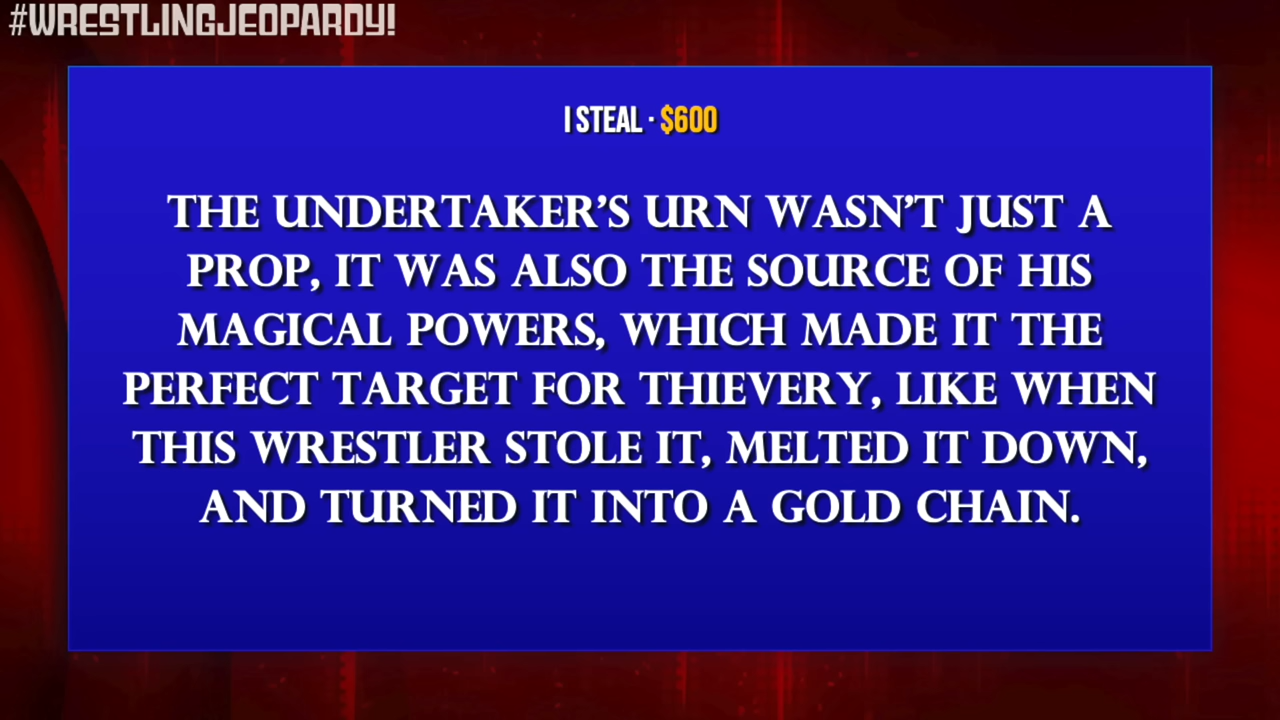 #WRESTLINGJEOPARDY!
I STEAL · $600
THE UNDERTAKER’S URN WASN’T JUST A
PROP, IT WAS ALSO THE SOURCE OF HIS
MAGICAL POWERS, WHICH MADE IT THE
PERFECT TARGET FOR THIEVERY, LIKE WHEN
THIS WRESTLER STOLE IT, MELTED IT DOWN,
AND TURNED IT INTO A GOLD CHAIN.